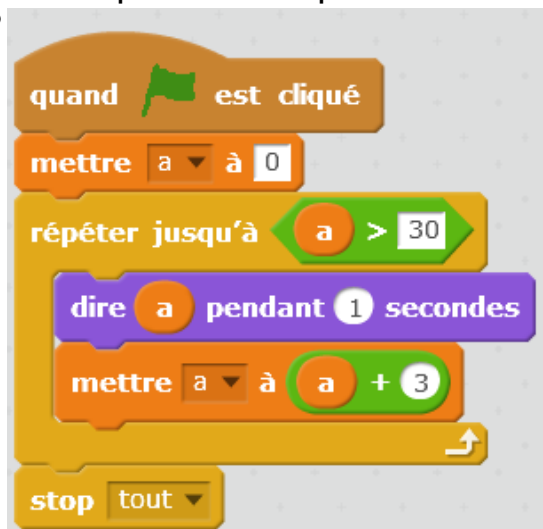 quand est cliqué
mettre a à 0
répéter jusqu'à a > 30
dire a pendant 1 secondes
mettre a à a + 3
stop tout